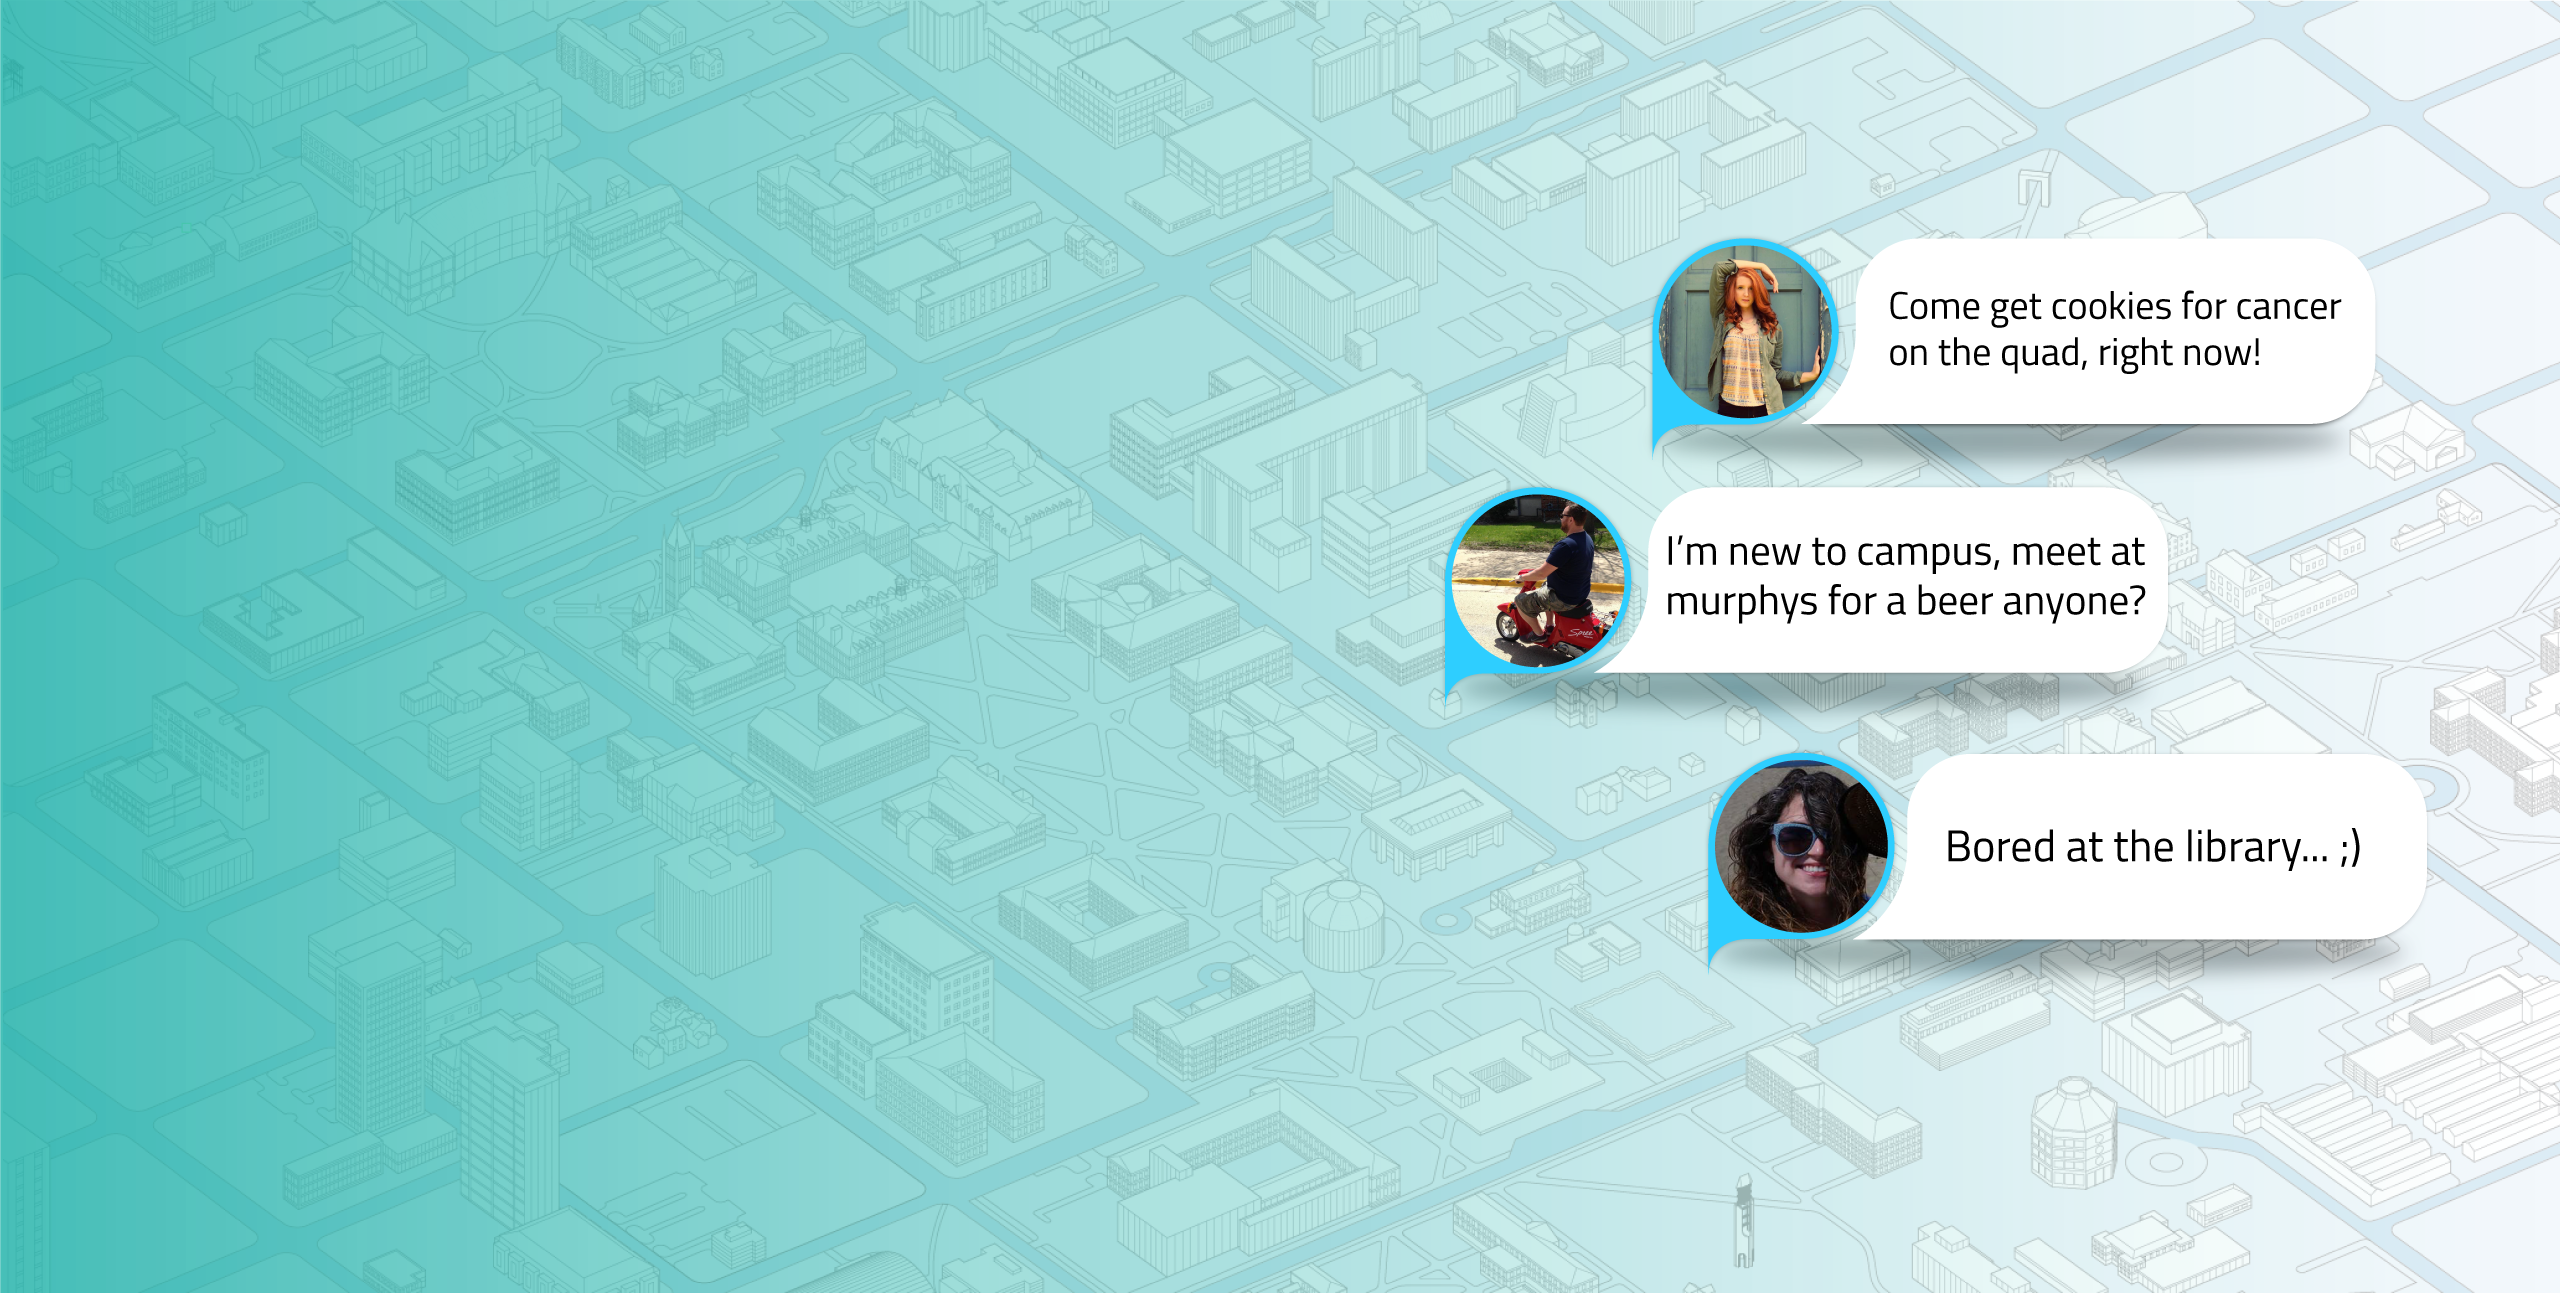 Come get cookies for cancer
on the quad, right now!
I'm new to campus, meet at
murphys for a beer anyone?
Spree
Bored at the library... ;)